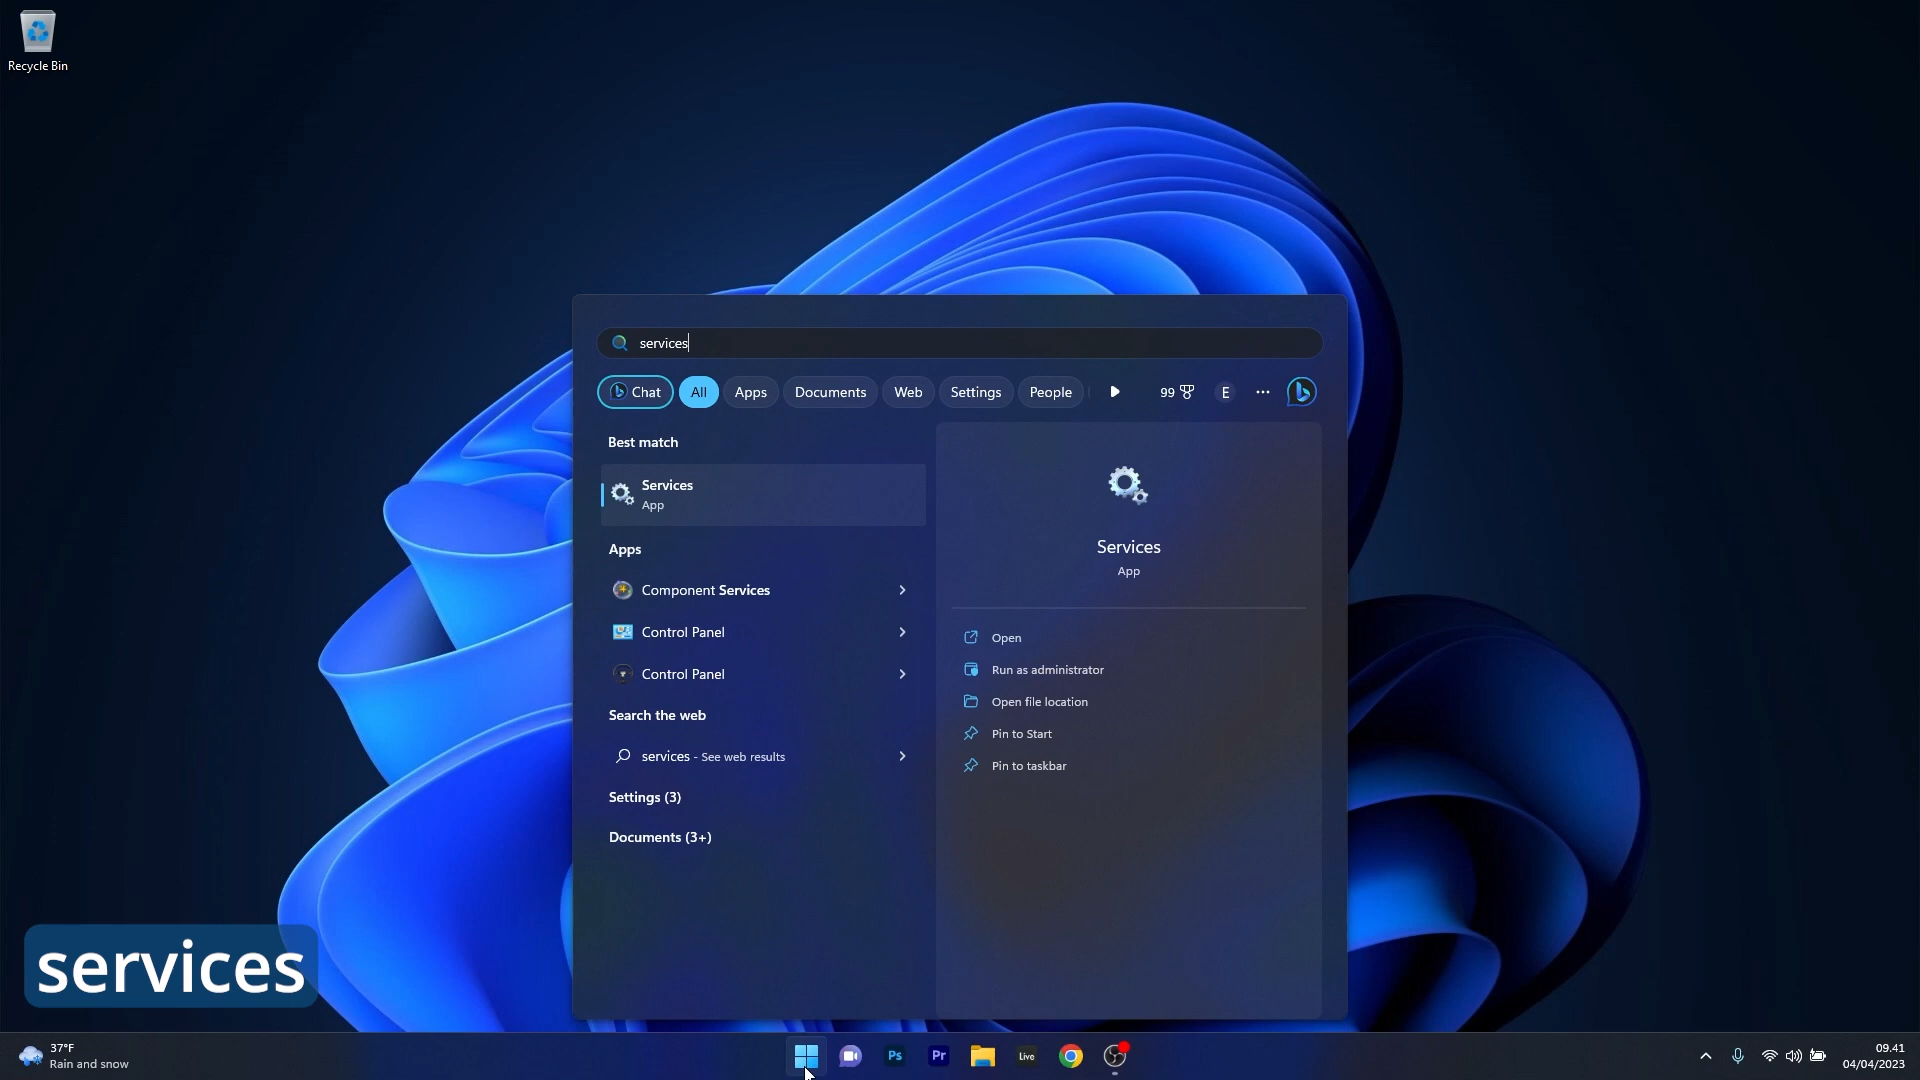 Recycle Bin
services
Chat
All
Apps
Documents
Web
Settings
People
99
E
Best match
Services
App
Apps
Component Services
Control Panel
Control Panel
Search the web
services - See web results
Settings (3)
Documents (3+)
Services
App
Open
Run as administrator
Open file location
Pin to Start
Pin to taskbar
services
37°F
Rain and snow
Ps
Pr
Live
09.41
04/04/2023